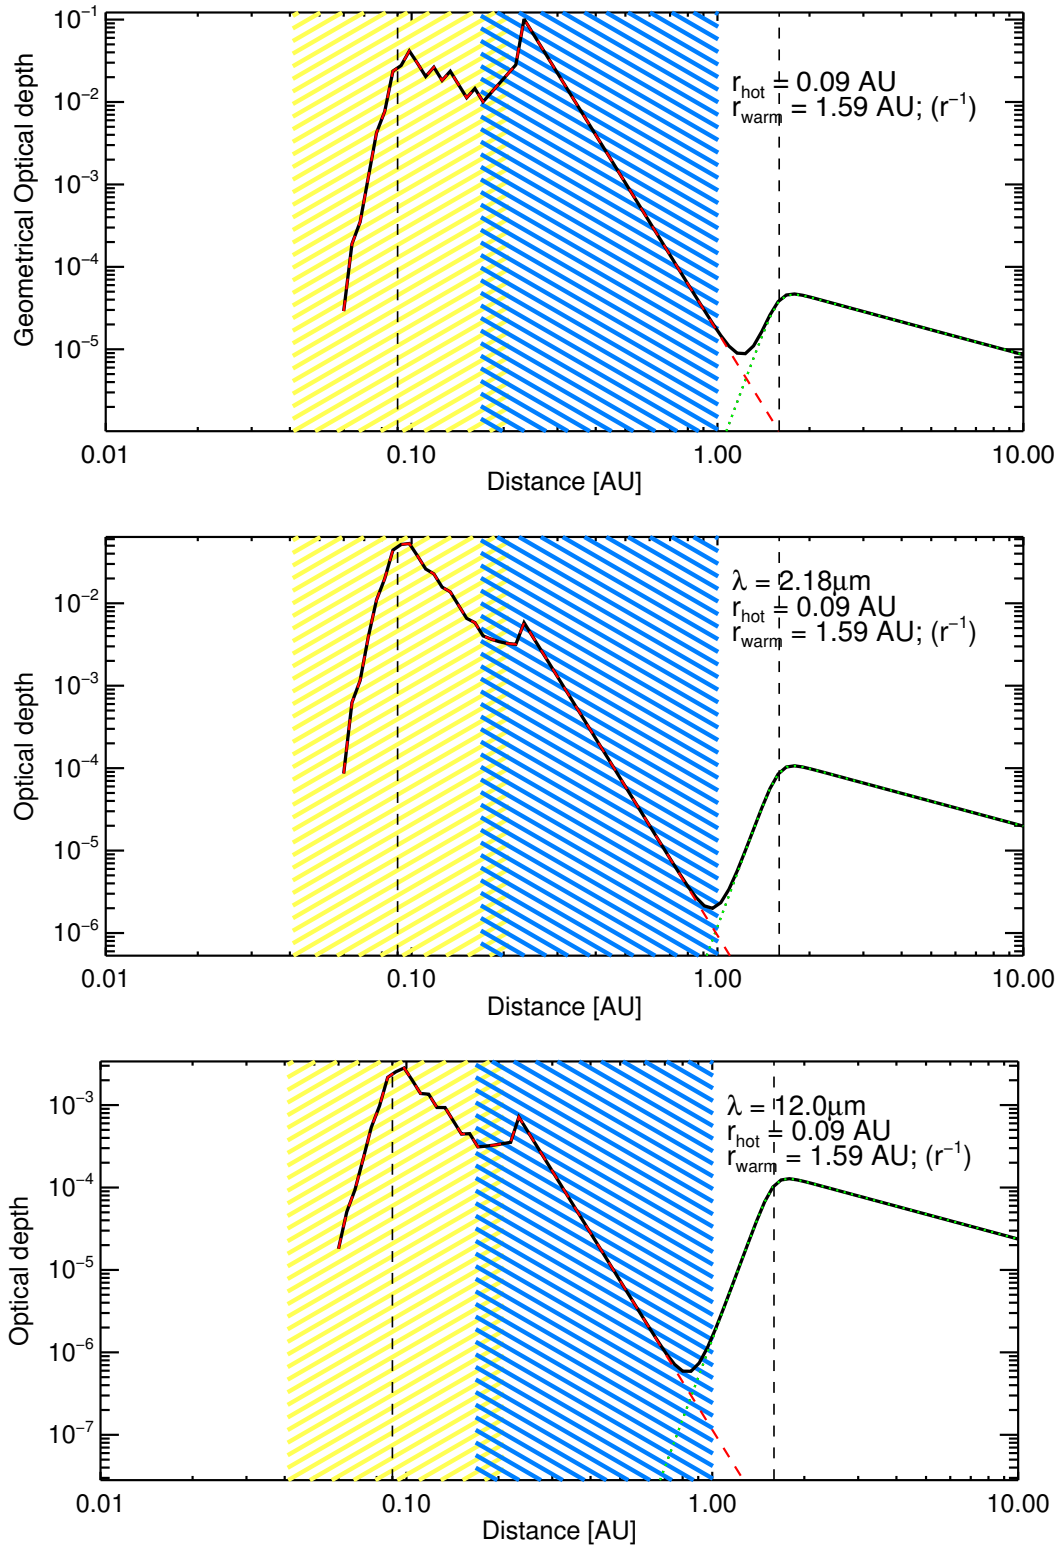 10⁻¹
10⁻²
10⁻³
10⁻⁴
10⁻⁵
Geometrical Optical depth
r_hot = 0.09 AU
r_warm = 1.59 AU; (r⁻¹)
0.01 0.10 1.00 10.00
Distance [AU]
10⁻²
10⁻³
10⁻⁴
10⁻⁵
10⁻⁶
Optical depth
λ = 2.18μm
r_hot = 0.09 AU
r_warm = 1.59 AU; (r⁻¹)
0.01 0.10 1.00 10.00
Distance [AU]
10⁻³
10⁻⁴
10⁻⁵
10⁻⁶
10⁻⁷
Optical depth
λ = 12.0μm
r_hot = 0.09 AU
r_warm = 1.59 AU; (r⁻¹)
0.01 0.10 1.00 10.00
Distance [AU]